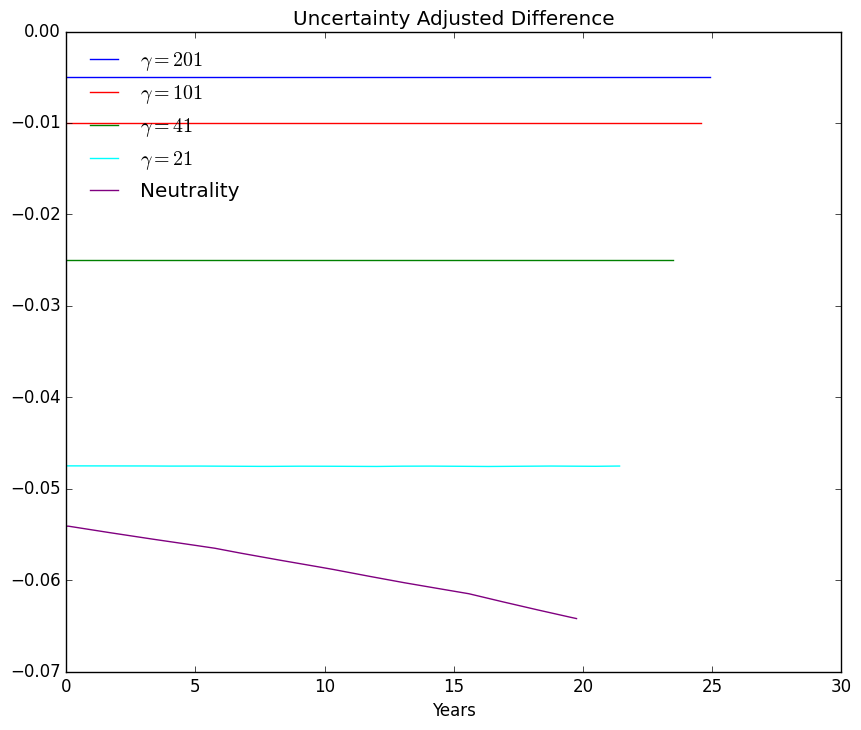 Uncertainty Adjusted Difference
0.00
−0.01
−0.02
−0.03
−0.04
−0.05
−0.06
−0.07
γ = 201
γ = 101
γ = 41
γ = 21
Neutrality
0 5 10 15 20 25 30
Years